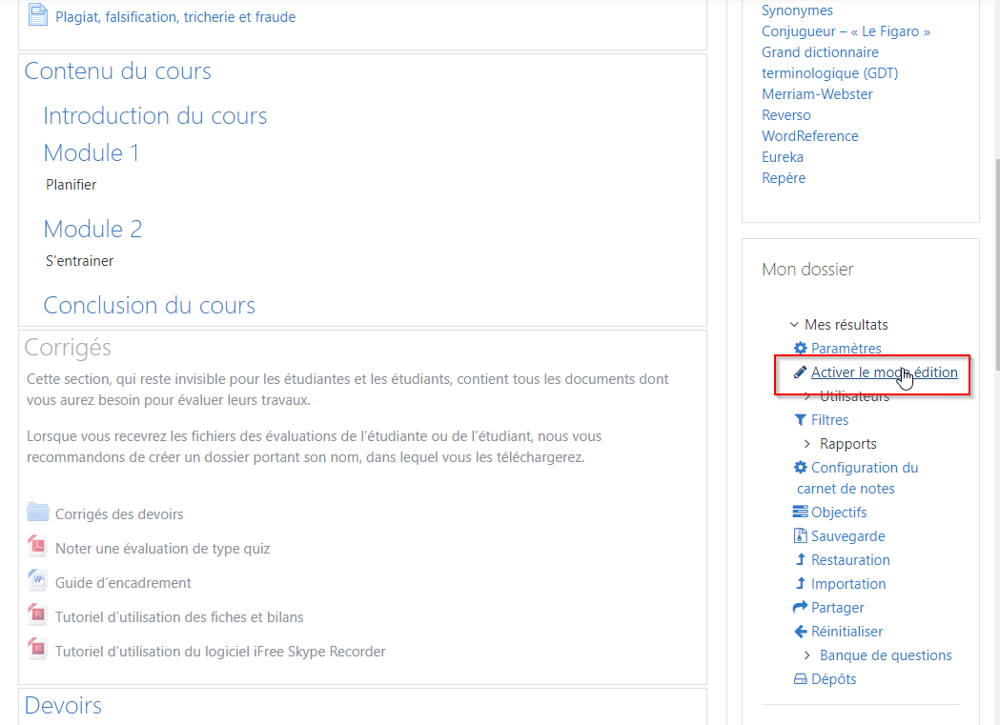 Plagiat, falsification, tricherie et fraude
Contenu du cours
Introduction du cours
Module 1
Planifier
Module 2
S'entrainer
Conclusion du cours
Corrigés
Cette section, qui reste invisible pour les étudiantes et les étudiants, contient tous les documents dont
vous aurez besoin pour évaluer leurs travaux.
Lorsque vous recevrez les fichiers des évaluations de l'étudiante ou de l'étudiant, nous vous
recommandons de créer un dossier portant son nom, dans lequel vous les téléchargerez.
Corrigés des devoirs
Noter une évaluation de type quiz
Guide d'encadrement
Tutoriel d'utilisation des fiches et bilans
Tutoriel d'utilisation du logiciel iFree Skype Recorder
Devoirs
Synonymes
Conjugueur – « Le Figaro »
Grand dictionnaire
terminologique (GDT)
Merriam-Webster
Reverso
WordReference
Eureka
Repère
Mon dossier
Mes résultats
Paramètres
Activer le mode édition
Utilisateurs
Filtres
Rapports
Configuration du
carnet de notes
Objectifs
Sauvegarde
Restauration
Importation
Partager
Réinitialiser
Banque de questions
Dépôts